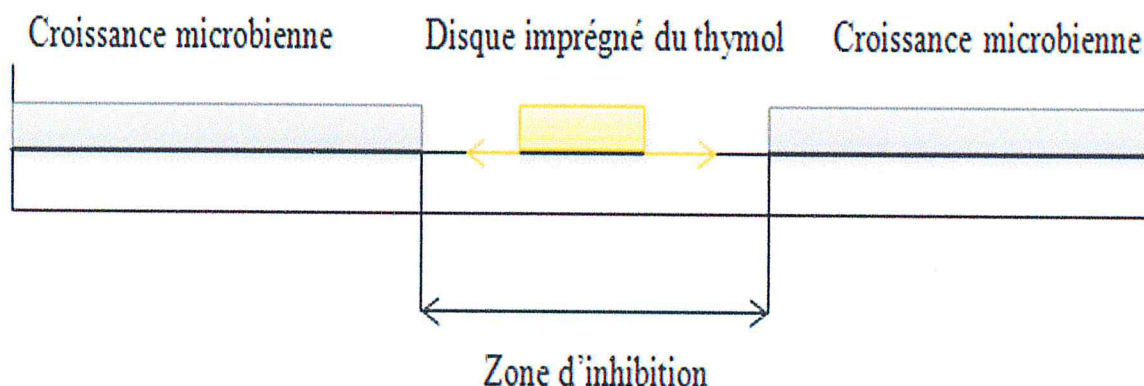 Croissance microbienne
Disque imprégné du thymol
Croissance microbienne
Zone d'inhibition